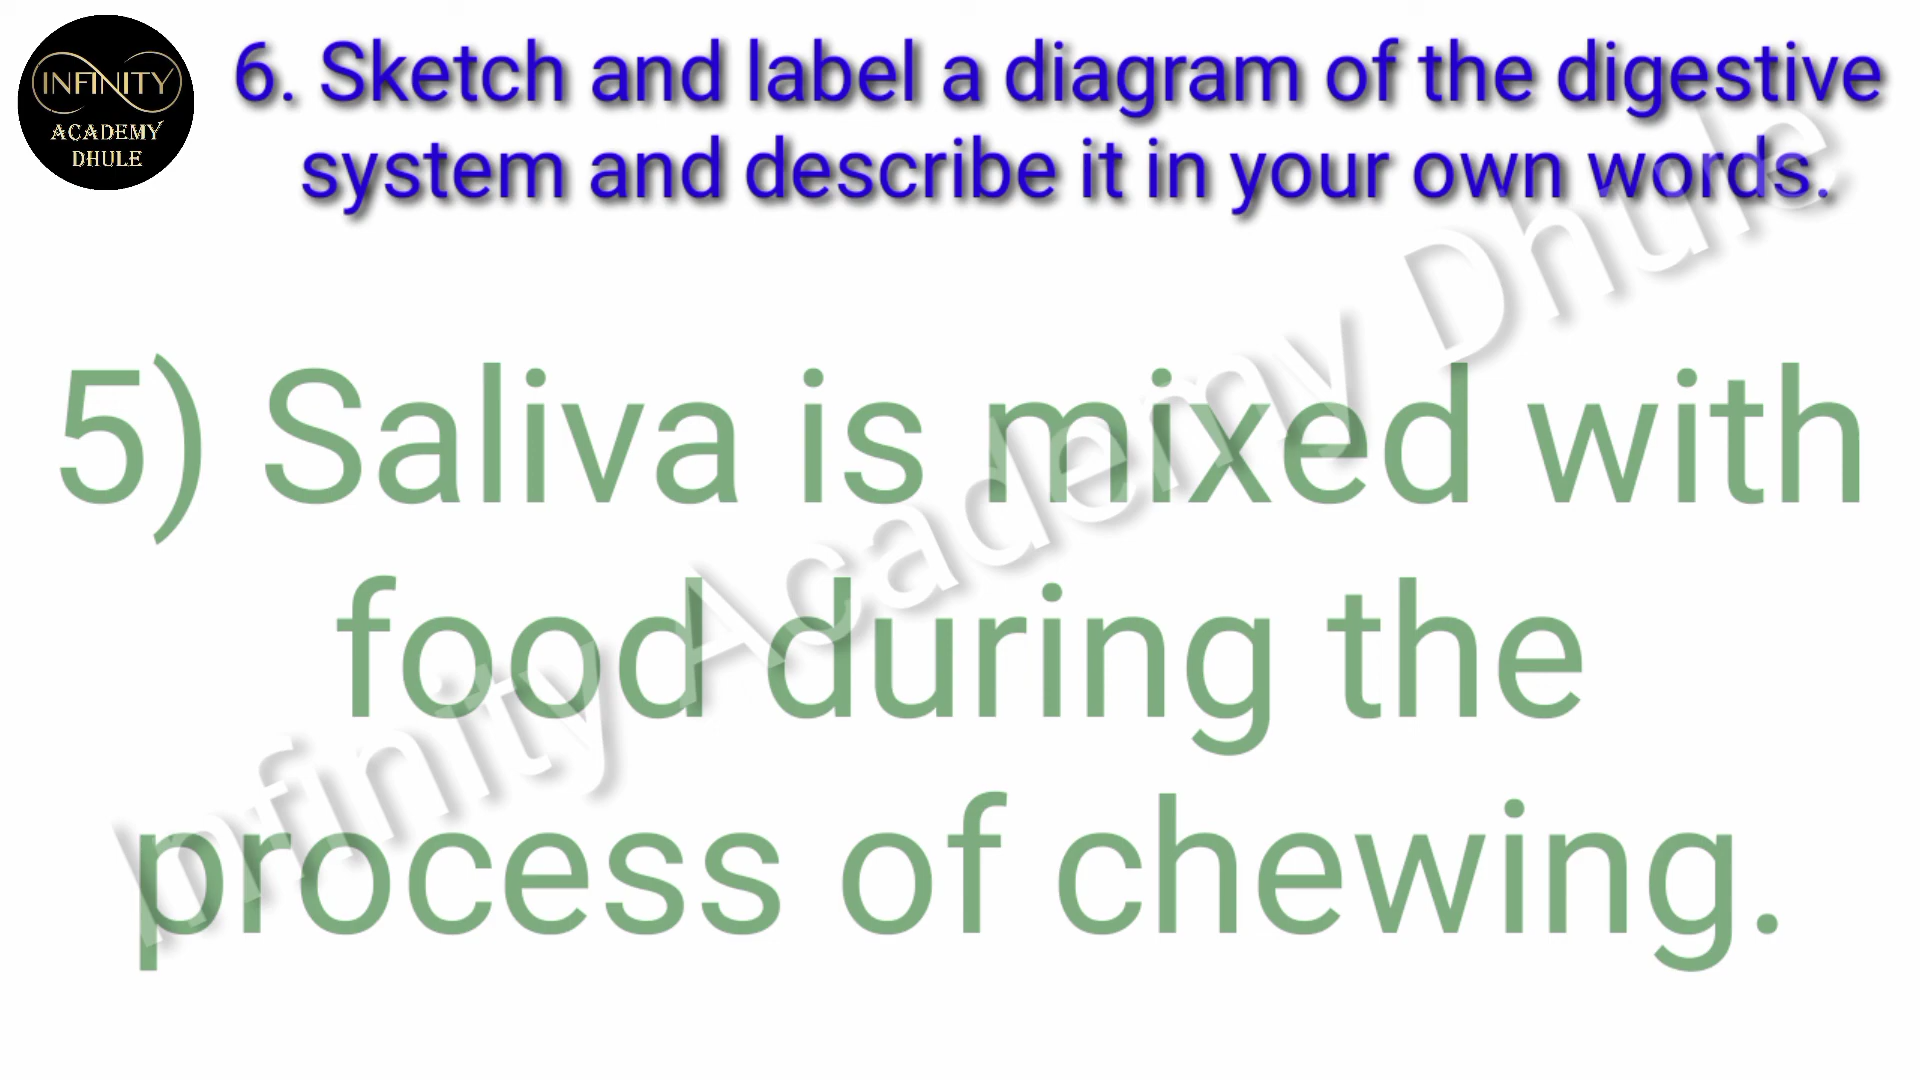 INFINITY
ACADEMY
DHULE
6. Sketch and label a diagram of the digestive
system and describe it in your own words.
5) Saliva is mixed with
food during the
process of chewing.
Infinity Academy Dhule